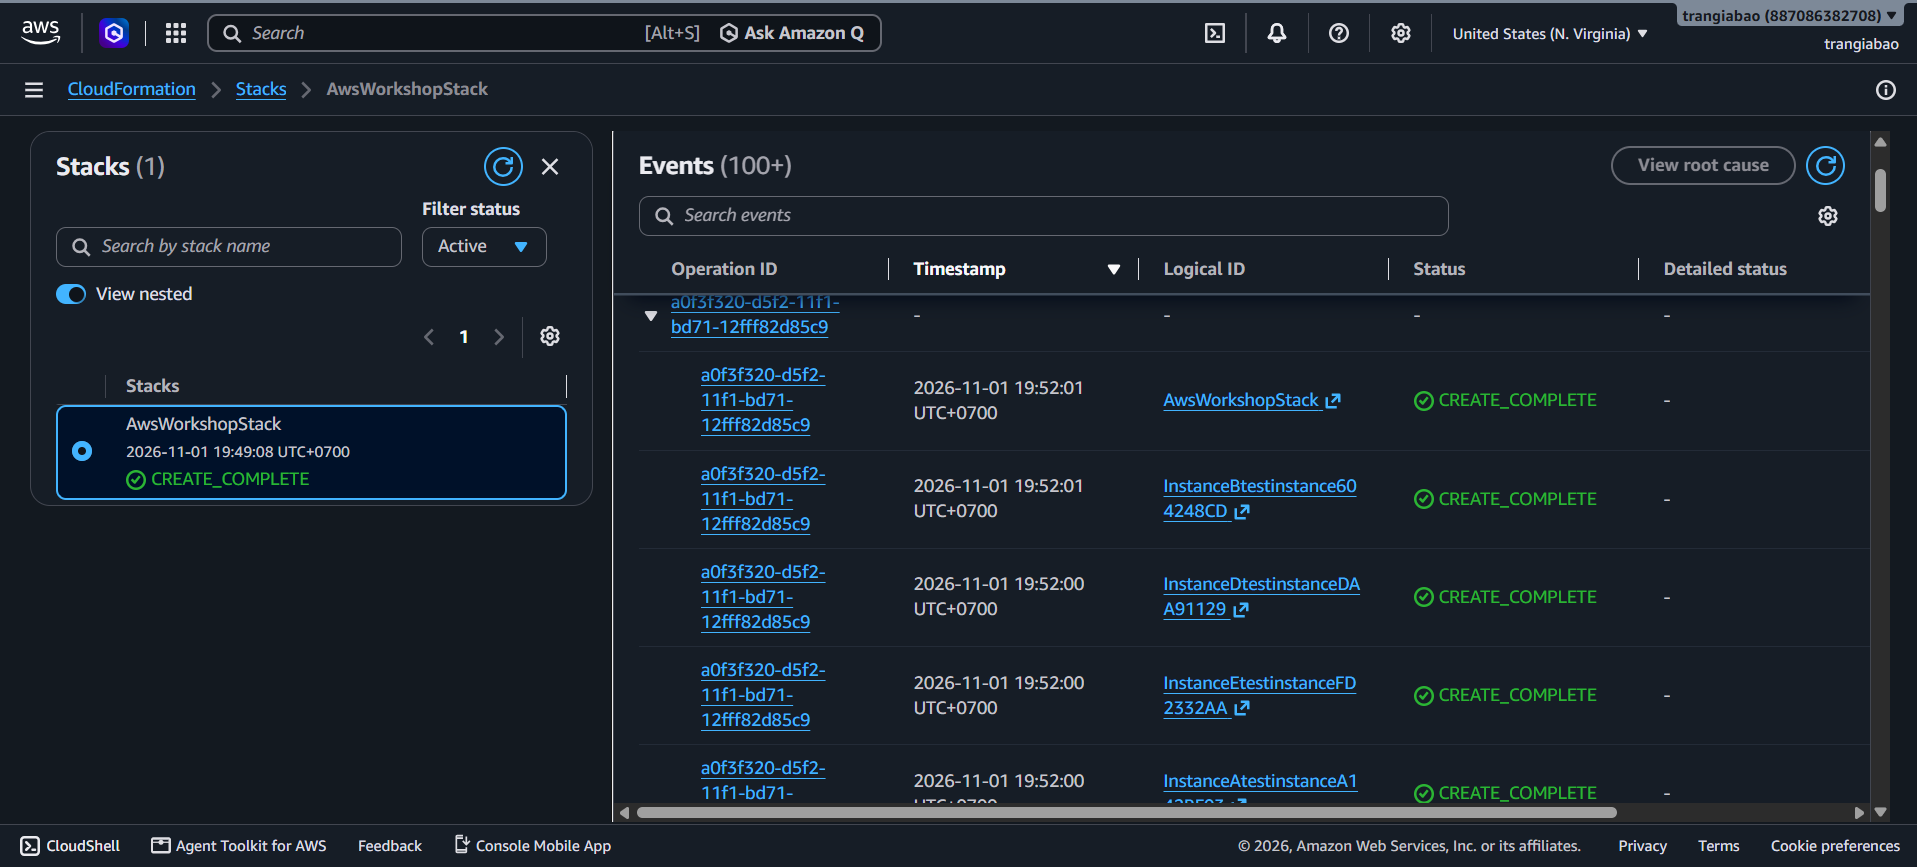 aws
Search
[Alt+S]
Ask Amazon Q
United States (N. Virginia)
trangiabao (887086382708)
trangiabao
CloudFormation
Stacks
AwsWorkshopStack
Stacks (1)
Filter status
Search by stack name
Active
View nested
1
Stacks
AwsWorkshopStack
2026-11-01 19:49:08 UTC+0700
CREATE_COMPLETE
Events (100+)
View root cause
Search events
Operation ID
Timestamp
Logical ID
Status
Detailed status
a0f3f320-d5f2-11f1-
bd71-12fff82d85c9
-
-
-
-
a0f3f320-d5f2-
11f1-bd71-
12fff82d85c9
2026-11-01 19:52:01
UTC+0700
AwsWorkshopStack
CREATE_COMPLETE
-
a0f3f320-d5f2-
11f1-bd71-
12fff82d85c9
2026-11-01 19:52:01
UTC+0700
InstanceBtestinstance60
4248CD
CREATE_COMPLETE
-
a0f3f320-d5f2-
11f1-bd71-
12fff82d85c9
2026-11-01 19:52:00
UTC+0700
InstanceDtestinstanceDA
A91129
CREATE_COMPLETE
-
a0f3f320-d5f2-
11f1-bd71-
12fff82d85c9
2026-11-01 19:52:00
UTC+0700
InstanceEtestinstanceFD
2332AA
CREATE_COMPLETE
-
a0f3f320-d5f2-
11f1-bd71-
2026-11-01 19:52:00
UTC+0700
InstanceAtestinstanceA1
CREATE_COMPLETE
-
CloudShell
Agent Toolkit for AWS
Feedback
Console Mobile App
© 2026, Amazon Web Services, Inc. or its affiliates.
Privacy
Terms
Cookie preferences